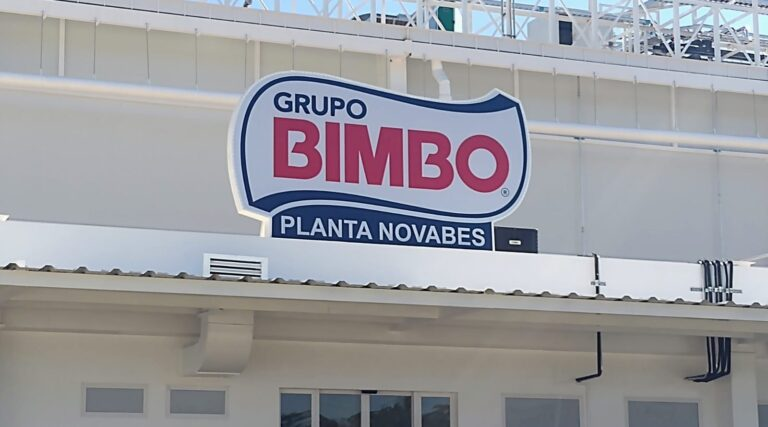 GRUPO
BIMBO
®
PLANTA NOVABES